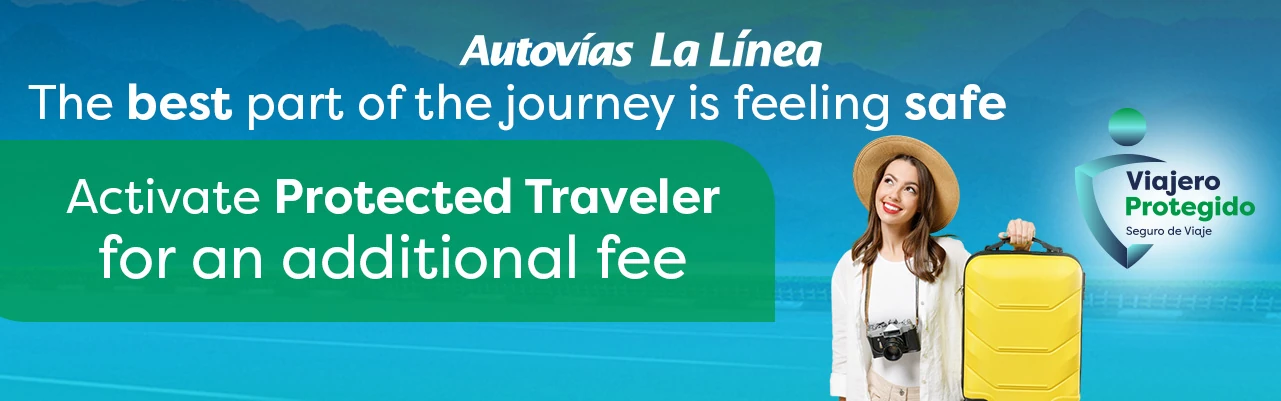 Autovías La Línea
The best part of the journey is feeling safe
Activate Protected Traveler
for an additional fee
Viajero
Protegido
Seguro de Viaje